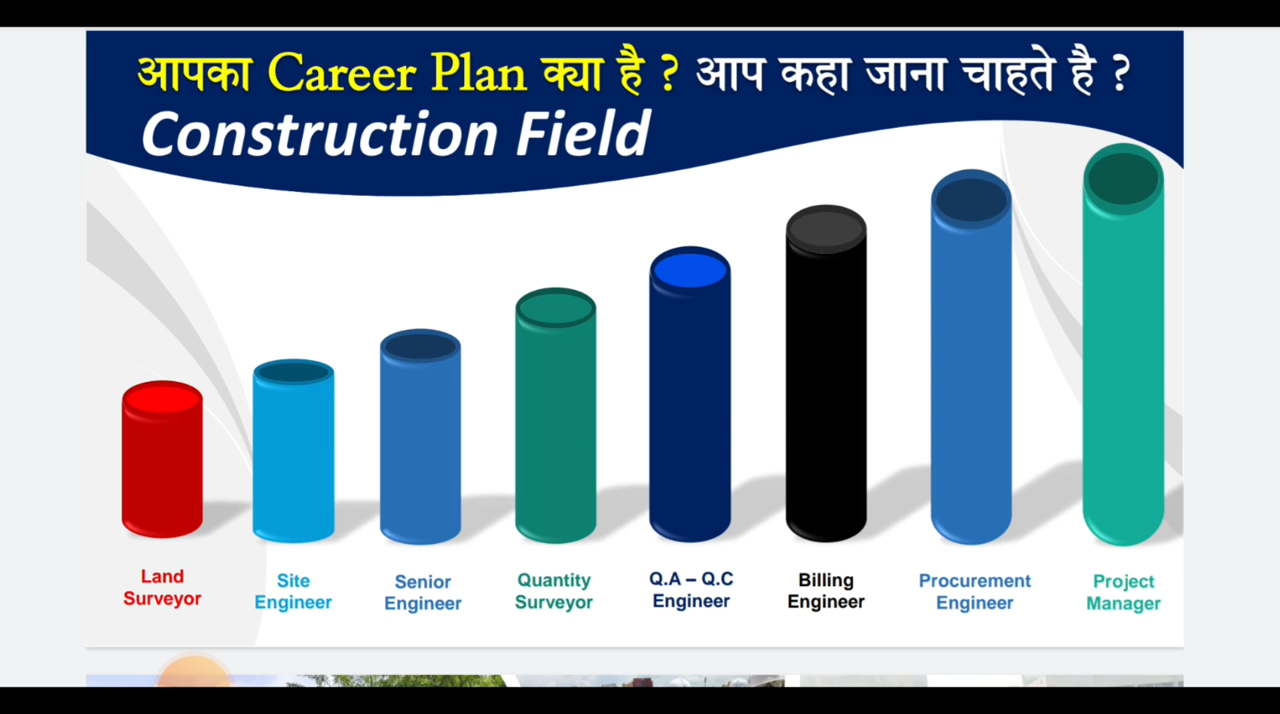 आपका Career Plan क्या है ? आप कहा जाना चाहते है ?
Construction Field
Land
Surveyor
Site
Engineer
Senior
Engineer
Quantity
Surveyor
Q.A – Q.C
Engineer
Billing
Engineer
Procurement
Engineer
Project
Manager